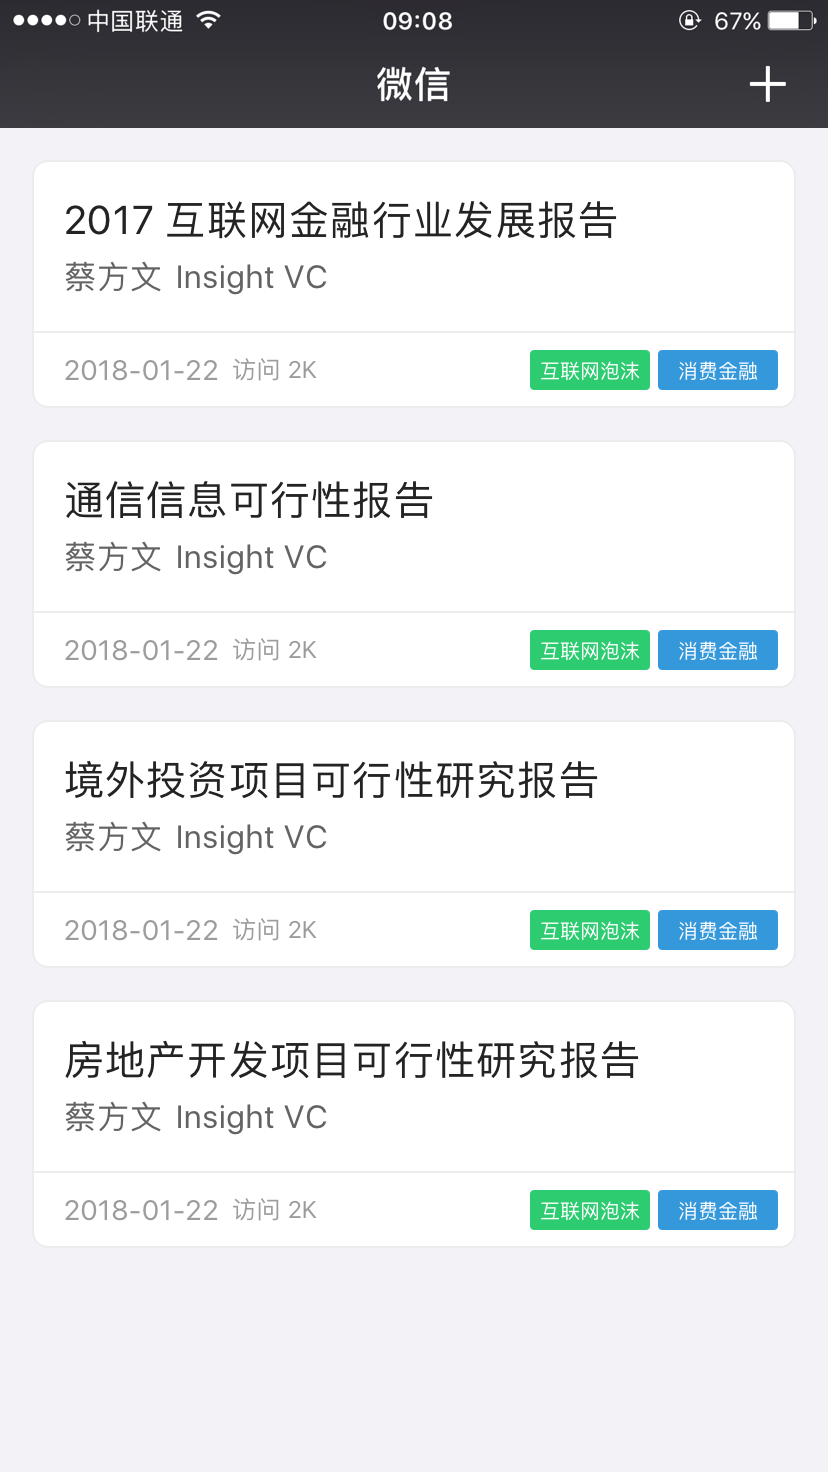 中国联通 09:08 67%
微信
2017 互联网金融行业发展报告
蔡方文 Insight VC
2018-01-22 访问 2K 互联网泡沫 消费金融
通信信息可行性报告
蔡方文 Insight VC
2018-01-22 访问 2K 互联网泡沫 消费金融
境外投资项目可行性研究报告
蔡方文 Insight VC
2018-01-22 访问 2K 互联网泡沫 消费金融
房地产开发项目可行性研究报告
蔡方文 Insight VC
2018-01-22 访问 2K 互联网泡沫 消费金融